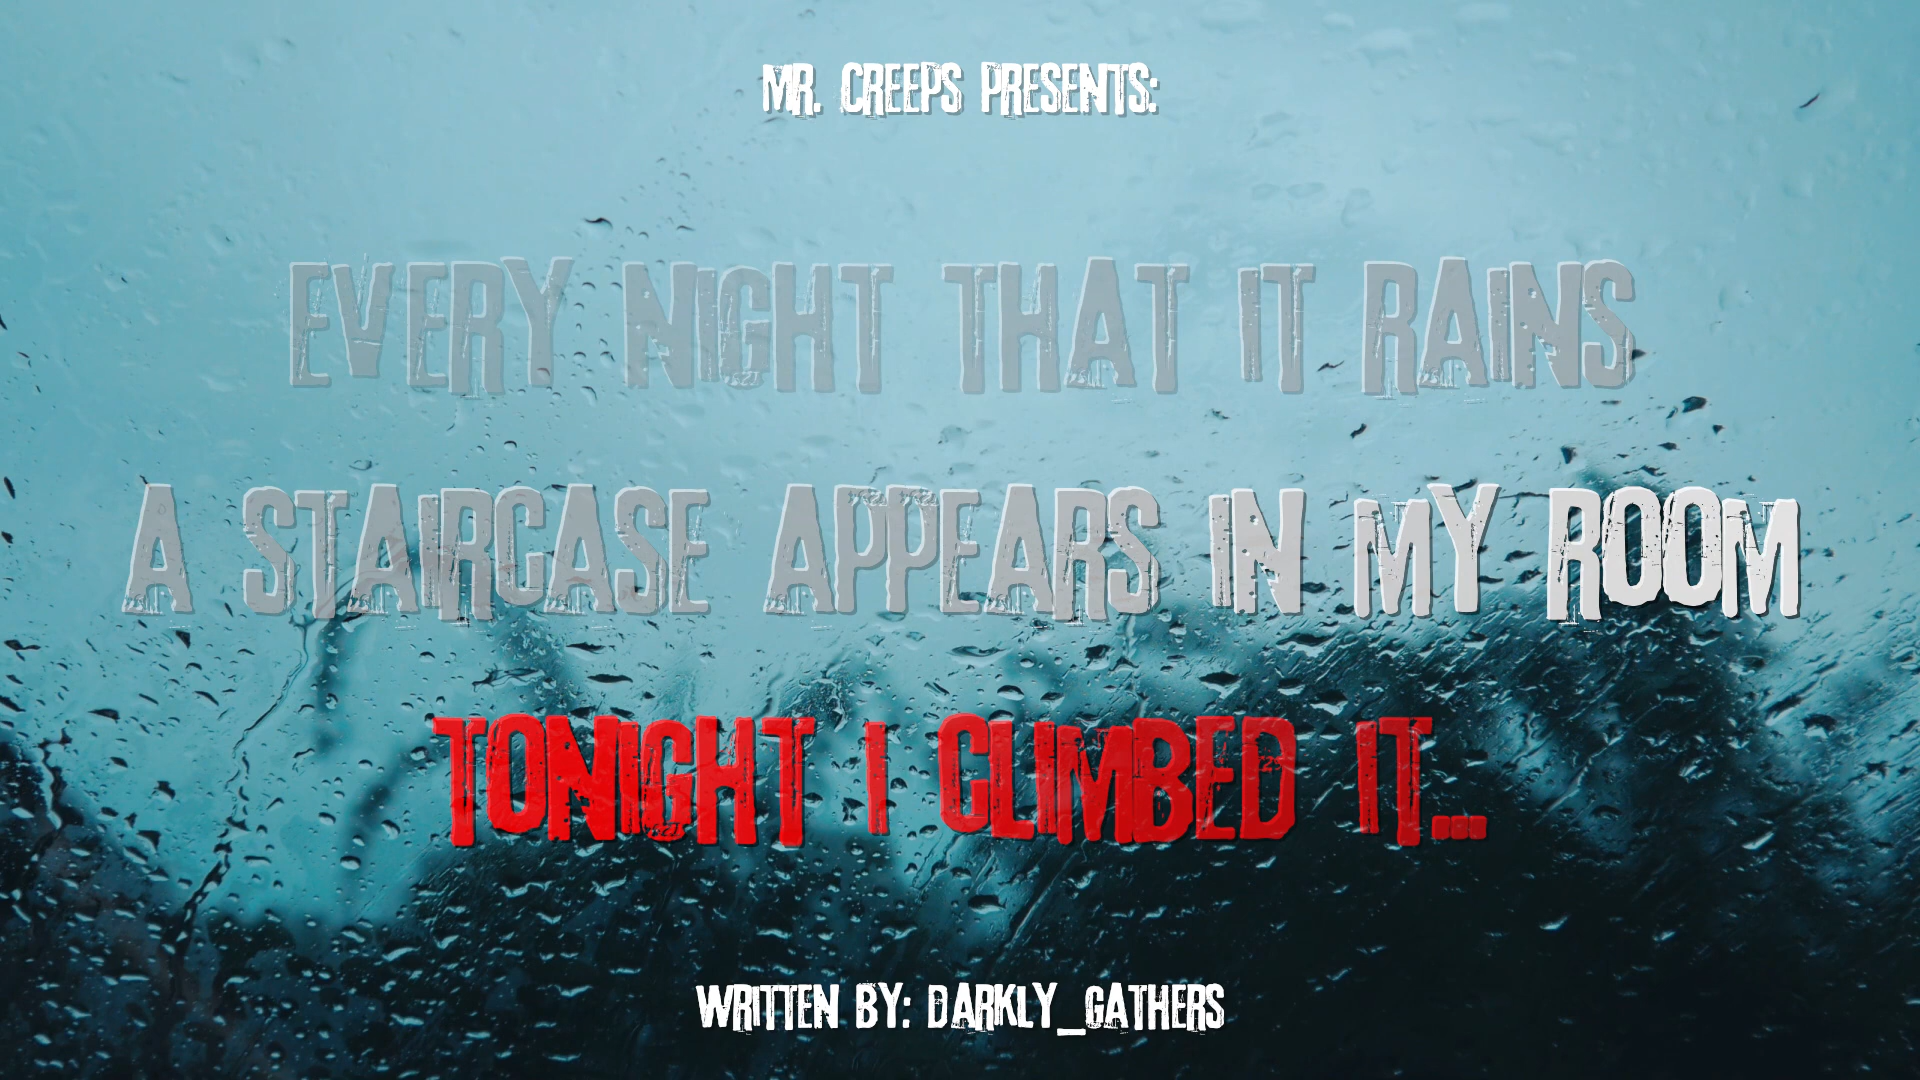 MR. CREEPS PRESENTS:
EVERY NIGHT THAT IT RAINS
A STAIRCASE APPEARS IN MY ROOM
TONIGHT I CLIMBED IT...
WRITTEN BY: DARKLY_GATHERS